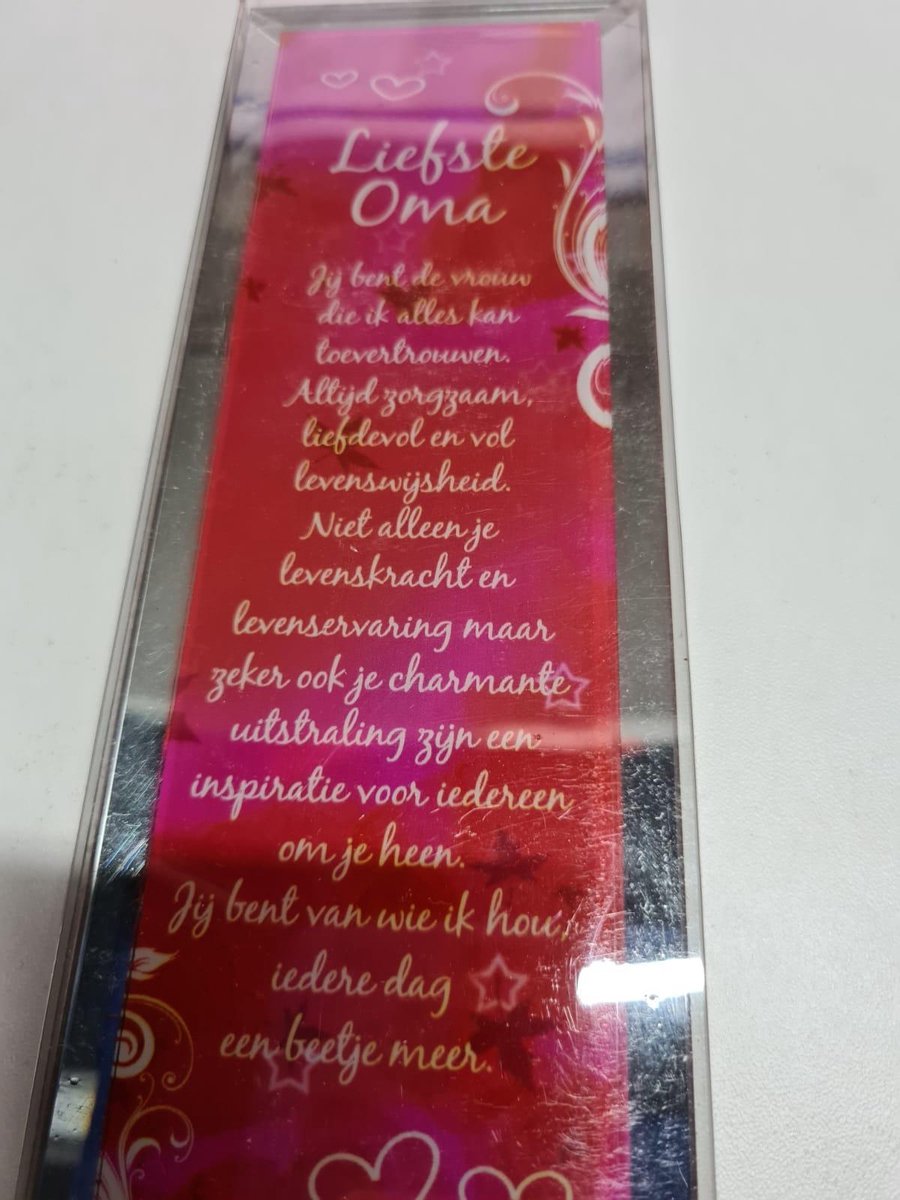 Liefste
Oma
Jij bent de vrouw
die ik alles kan
toevertrouwen.
Altijd zorgzaam,
liefdevol en vol
levenswijsheid.
Niet alleen je
levenskracht en
levenservaring maar
zeker ook je charmante
uitstraling zijn een
inspiratie voor iedereen
om je heen.
Jij bent van wie ik hou,
iedere dag
een beetje meer.